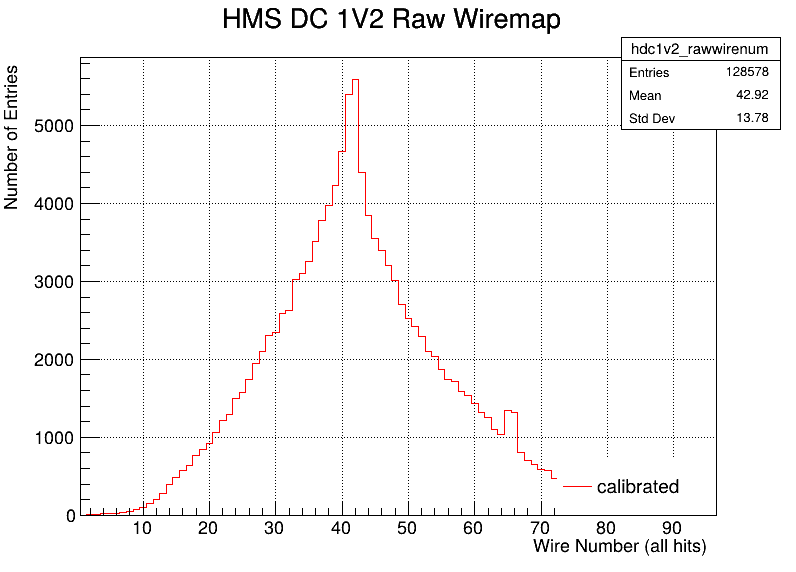 HMS DC 1V2 Raw Wiremap
hdc1v2_rawwirenum
Entries 128578
Mean 42.92
Std Dev 13.78
Number of Entries
5000
4000
3000
2000
1000
0
10 20 30 40 50 60 70 80 90
Wire Number (all hits)
calibrated